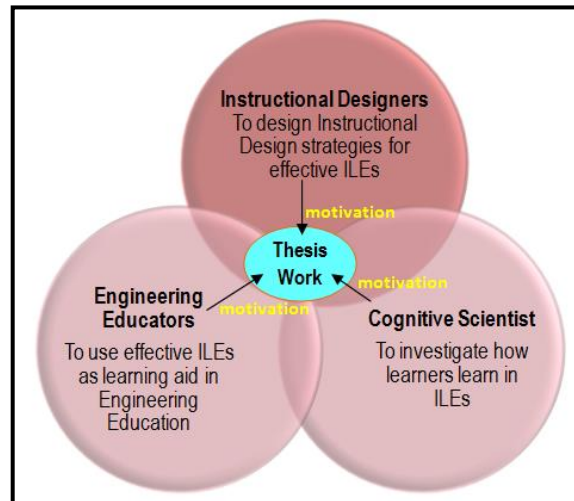 Instructional Designers
To design Instructional
Design strategies for
effective ILEs
motivation
Thesis
Work
motivation
motivation
Engineering
Educators
To use effective ILEs
as learning aid in
Engineering
Education
Cognitive Scientist
To investigate how
learners learn in
ILEs